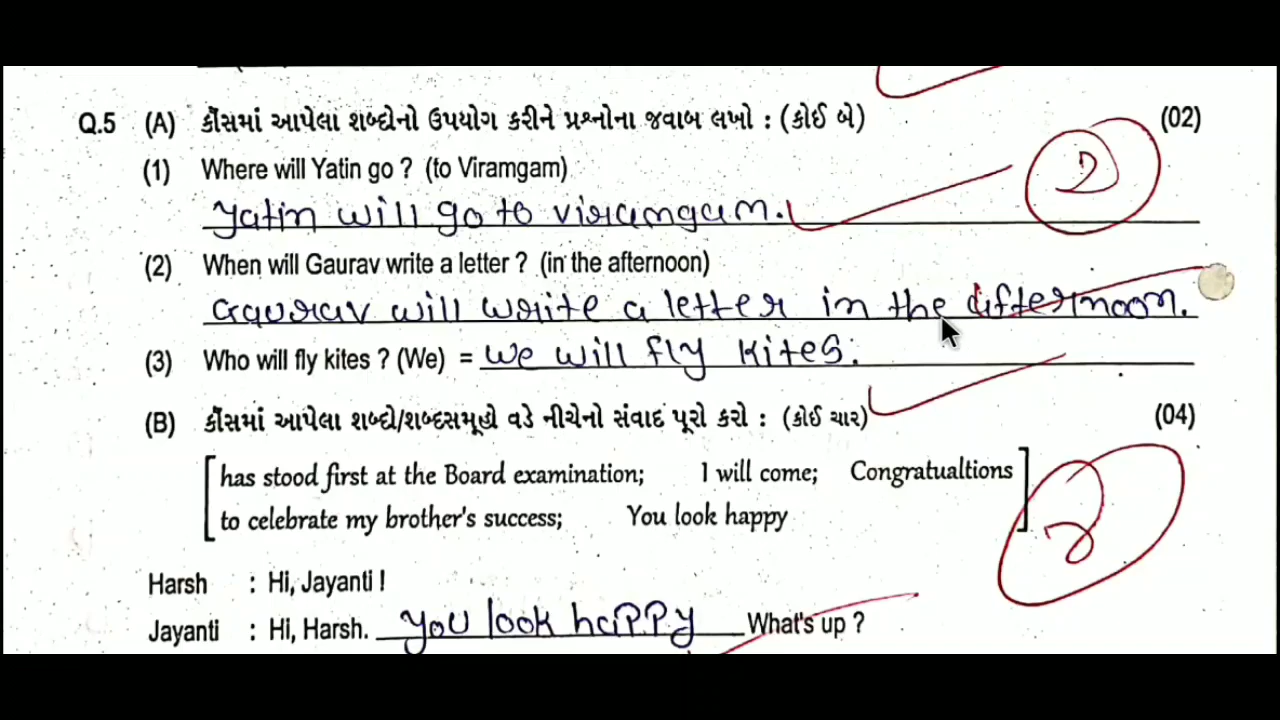 Q.5 (A) કૌંસમાં આપેલા શબ્દોનો ઉપયોગ કરીને પ્રશ્નોના જવાબ લખો : (કોઈ બે) (02)
(1) Where will Yatin go ? (to Viramgam)
Yatin will go to viramgam.
2
(2) When will Gaurav write a letter ? (in the afternoon)
Gaurav will write a letter in the afternoon.
(3) Who will fly kites ? (We) = We will fly kites.
(B) કૌંસમાં આપેલા શબ્દો/શબ્દસમૂહો વડે નીચેનો સંવાદ પૂરો કરો : (કોઈ ચાર) (04)
has stood first at the Board examination; I will come; Congratualtions
to celebrate my brother's success; You look happy
Harsh : Hi, Jayanti !
Jayanti : Hi, Harsh. You look happy What's up ?